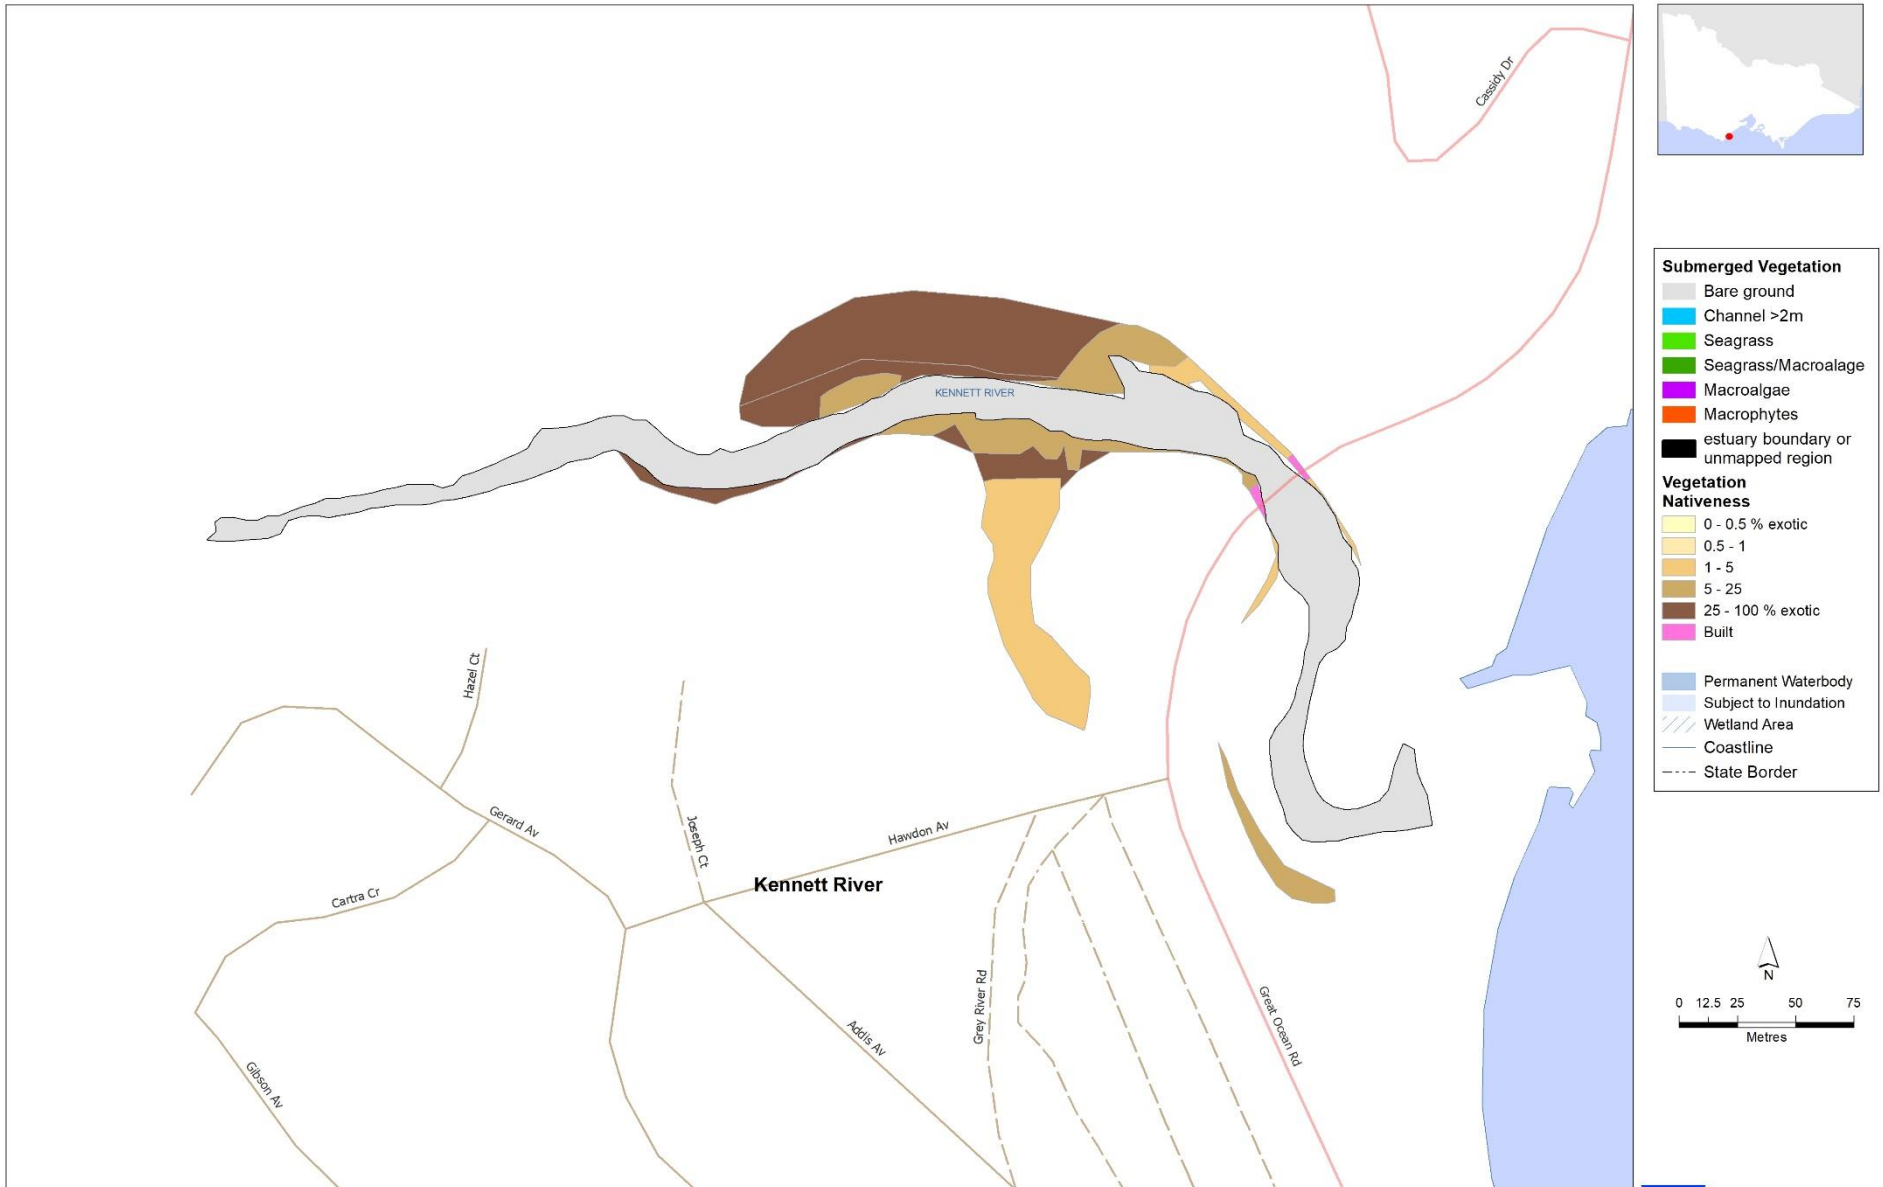 Cassidy Dr
KENNETT RIVER
Hazel Ct
Gerard Av
Joseph Ct
Hawdon Av
Kennett River
Cartra Cr
Grey River Rd
Great Ocean Rd
Addis Av
Gibson Av
Submerged Vegetation
Bare ground
Channel >2m
Seagrass
Seagrass/Macroalage
Macroalgae
Macrophytes
estuary boundary or
unmapped region
Vegetation
Nativeness
0 - 0.5 % exotic
0.5 - 1
1 - 5
5 - 25
25 - 100 % exotic
Built
Permanent Waterbody
Subject to Inundation
Wetland Area
Coastline
State Border
N
0 12.5 25 50 75
Metres